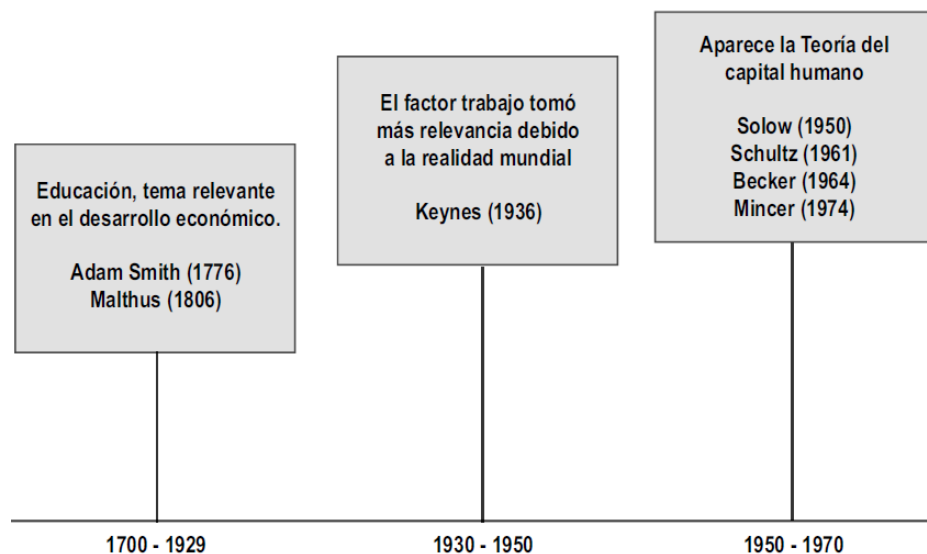 Educación, tema relevante
en el desarrollo económico.
Adam Smith (1776)
Malthus (1806)
El factor trabajo tomó
más relevancia debido
a la realidad mundial
Keynes (1936)
Aparece la Teoría del
capital humano
Solow (1950)
Schultz (1961)
Becker (1964)
Mincer (1974)
1700 - 1929
1930 - 1950
1950 - 1970